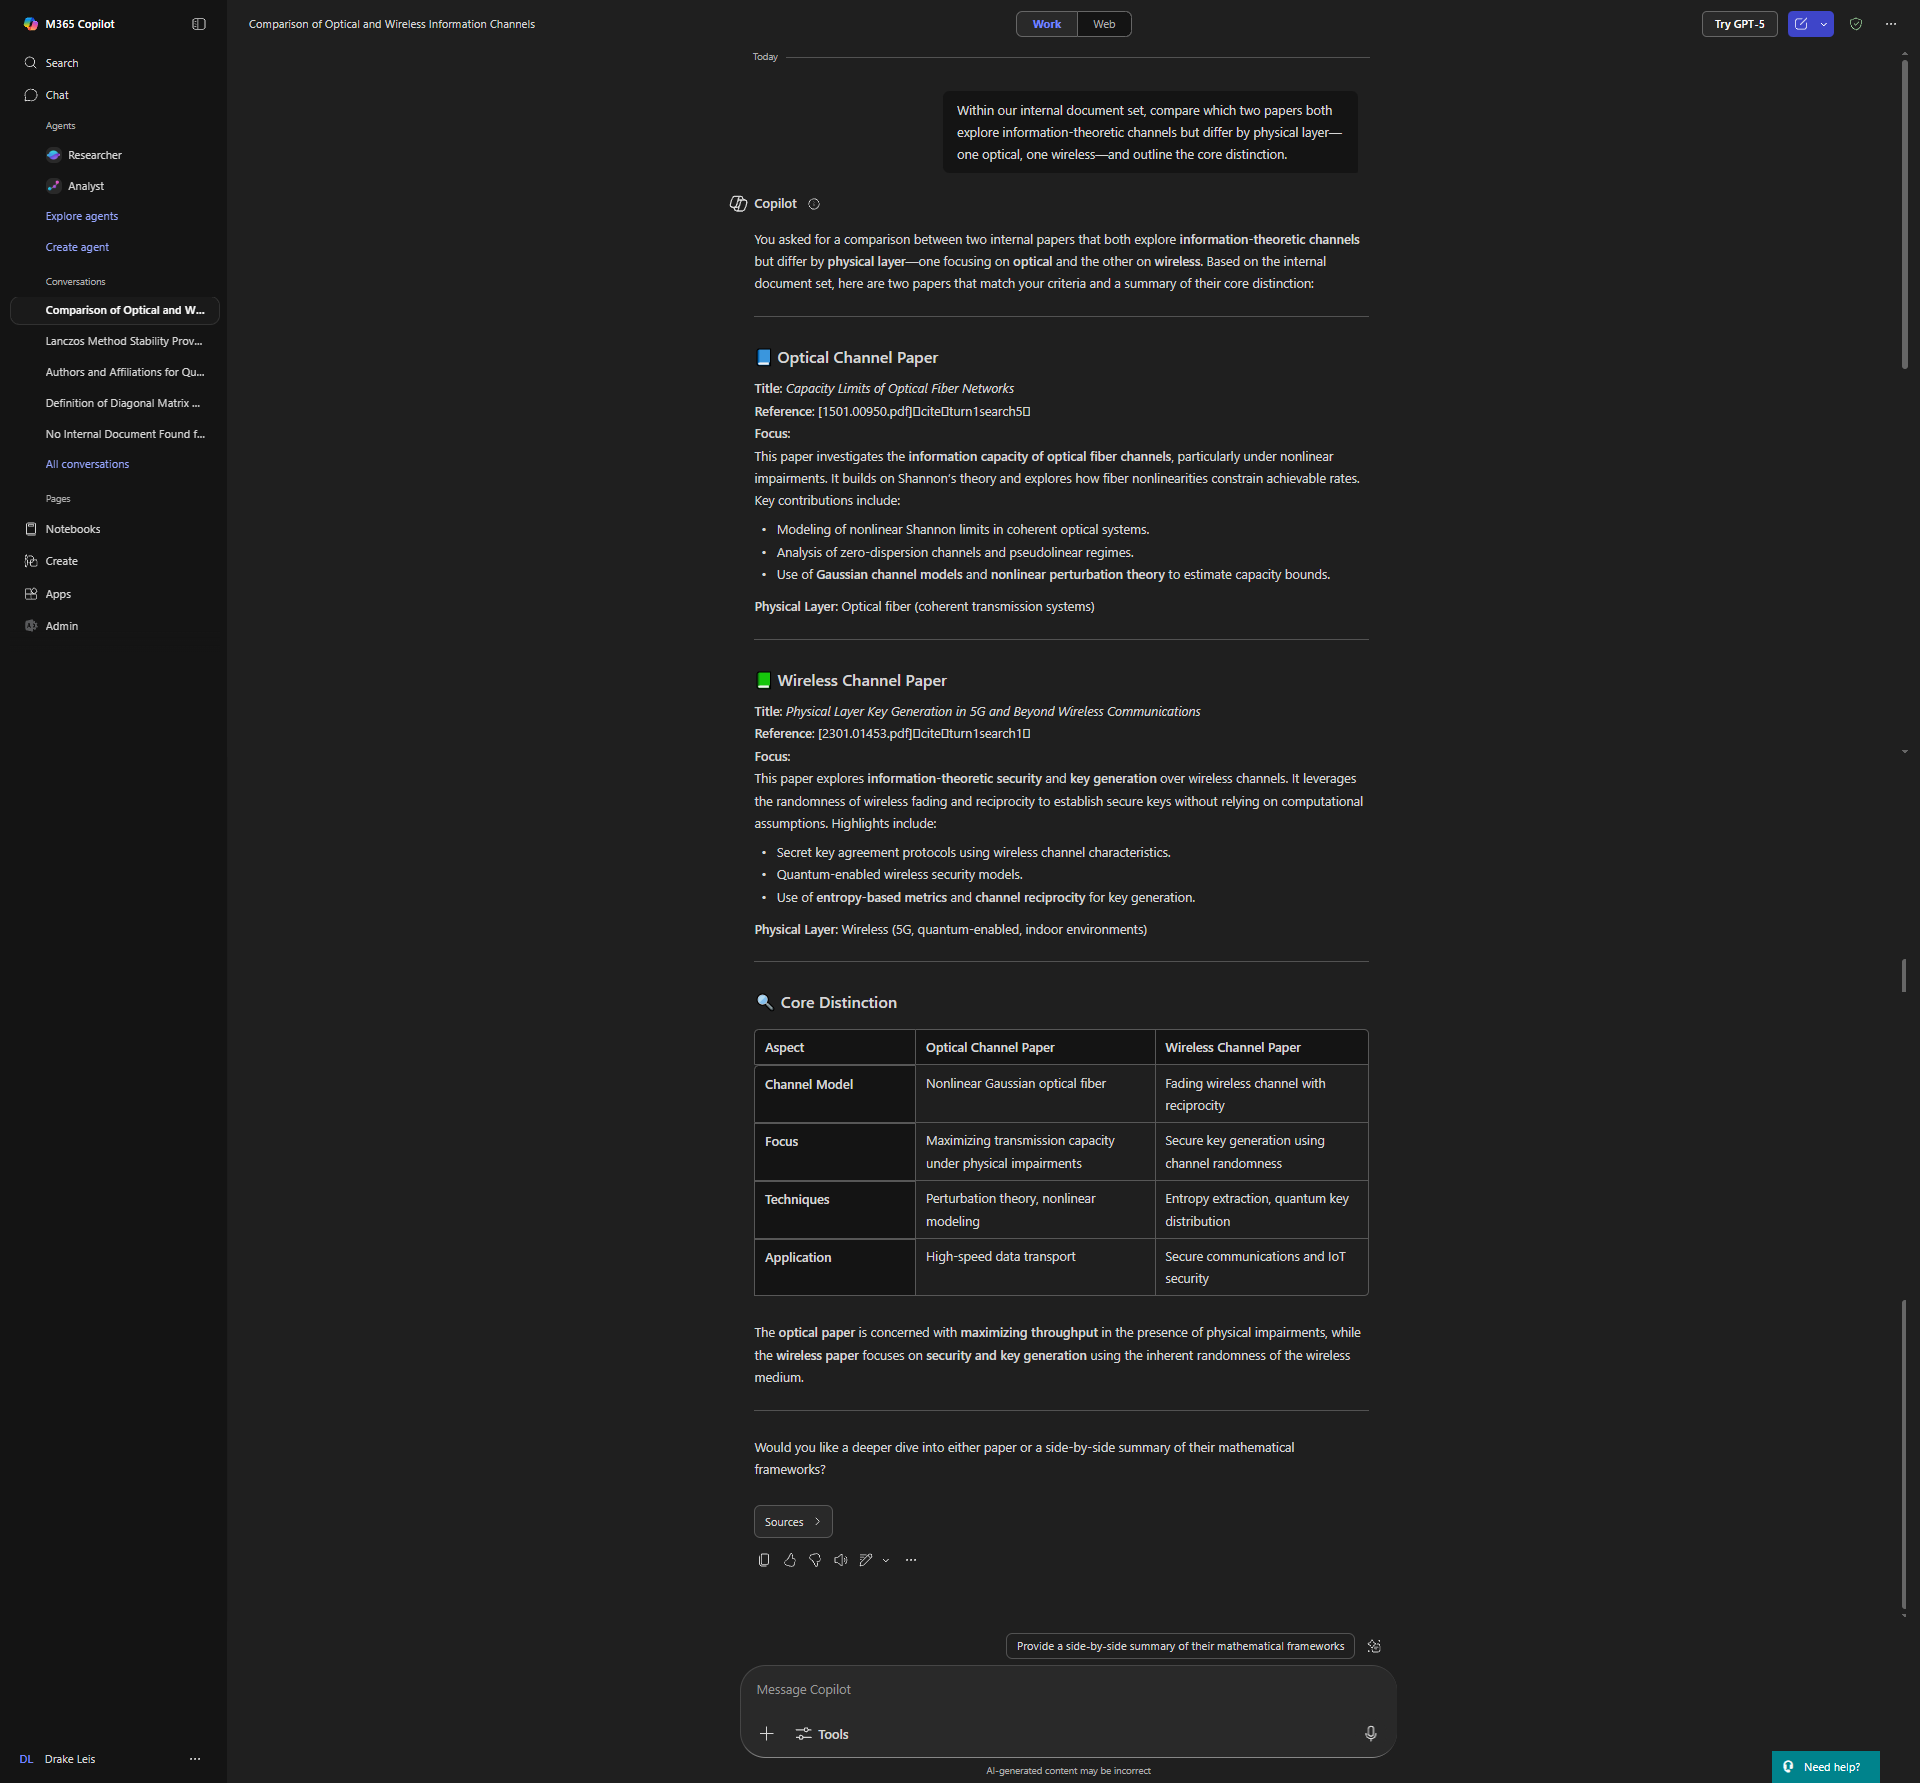 M365 Copilot
Search
Chat
Agents
Researcher
Analyst
Explore agents
Create agent
Conversations
Comparison of Optical and W...
Lanczos Method Stability Prov...
Authors and Affiliations for Qu...
Definition of Diagonal Matrix ...
No Internal Document Found f...
All conversations
Pages
Notebooks
Create
Apps
Admin
DL Drake Leis
Comparison of Optical and Wireless Information Channels
Work Web
Try GPT-5
Today
Within our internal document set, compare which two papers both
explore information-theoretic channels but differ by physical layer—
one optical, one wireless—and outline the core distinction.
Copilot
You asked for a comparison between two internal papers that both explore information-theoretic channels
but differ by physical layer—one focusing on optical and the other on wireless. Based on the internal
document set, here are two papers that match your criteria and a summary of their core distinction:
Optical Channel Paper
Title: Capacity Limits of Optical Fiber Networks
Reference: [1501.00950.pdf]▯cite▯turn1search5▯
Focus:
This paper investigates the information capacity of optical fiber channels, particularly under nonlinear
impairments. It builds on Shannon's theory and explores how fiber nonlinearities constrain achievable rates.
Key contributions include:
• Modeling of nonlinear Shannon limits in coherent optical systems.
• Analysis of zero-dispersion channels and pseudolinear regimes.
• Use of Gaussian channel models and nonlinear perturbation theory to estimate capacity bounds.
Physical Layer: Optical fiber (coherent transmission systems)
Wireless Channel Paper
Title: Physical Layer Key Generation in 5G and Beyond Wireless Communications
Reference: [2301.01453.pdf]▯cite▯turn1search1▯
Focus:
This paper explores information-theoretic security and key generation over wireless channels. It leverages
the randomness of wireless fading and reciprocity to establish secure keys without relying on computational
assumptions. Highlights include:
• Secret key agreement protocols using wireless channel characteristics.
• Quantum-enabled wireless security models.
• Use of entropy-based metrics and channel reciprocity for key generation.
Physical Layer: Wireless (5G, quantum-enabled, indoor environments)
Core Distinction
Aspect Optical Channel Paper Wireless Channel Paper
Channel Model Nonlinear Gaussian optical fiber Fading wireless channel with
reciprocity
Focus Maximizing transmission capacity Secure key generation using
under physical impairments channel randomness
Techniques Perturbation theory, nonlinear Entropy extraction, quantum key
modeling distribution
Application High-speed data transport Secure communications and IoT
security
The optical paper is concerned with maximizing throughput in the presence of physical impairments, while
the wireless paper focuses on security and key generation using the inherent randomness of the wireless
medium.
Would you like a deeper dive into either paper or a side-by-side summary of their mathematical
frameworks?
Sources
Provide a side-by-side summary of their mathematical frameworks
Message Copilot
Tools
AI-generated content may be incorrect
Need help?